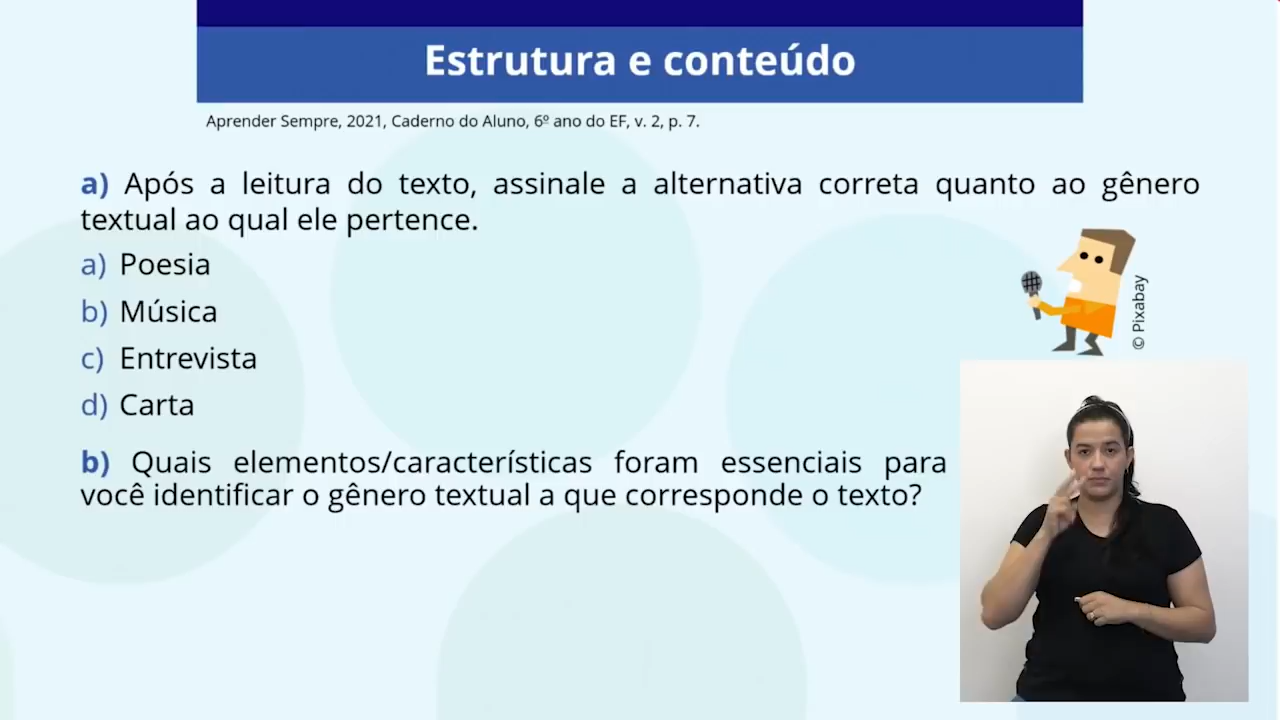 Estrutura e conteúdo
Aprender Sempre, 2021, Caderno do Aluno, 6º ano do EF, v. 2, p. 7.
a) Após a leitura do texto, assinale a alternativa correta quanto ao gênero
textual ao qual ele pertence.
a) Poesia
b) Música
c) Entrevista
d) Carta
© Pixabay
b) Quais elementos/características foram essenciais para
você identificar o gênero textual a que corresponde o texto?